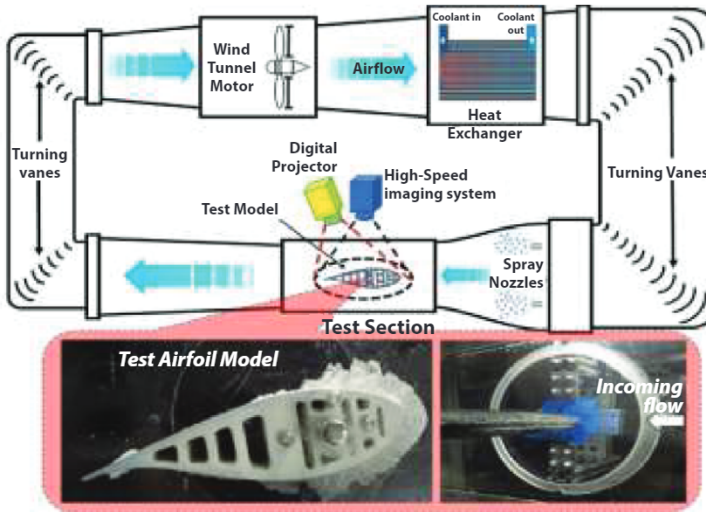 Coolant in
Coolant
out
Wind
Tunnel
Motor
Airflow
Heat
Exchanger
Turning
vanes
Digital
Projector
High-Speed
imaging system
Turning Vanes
Test Model
Spray
Nozzles
Test Section
Test Airfoil Model
Incoming
flow